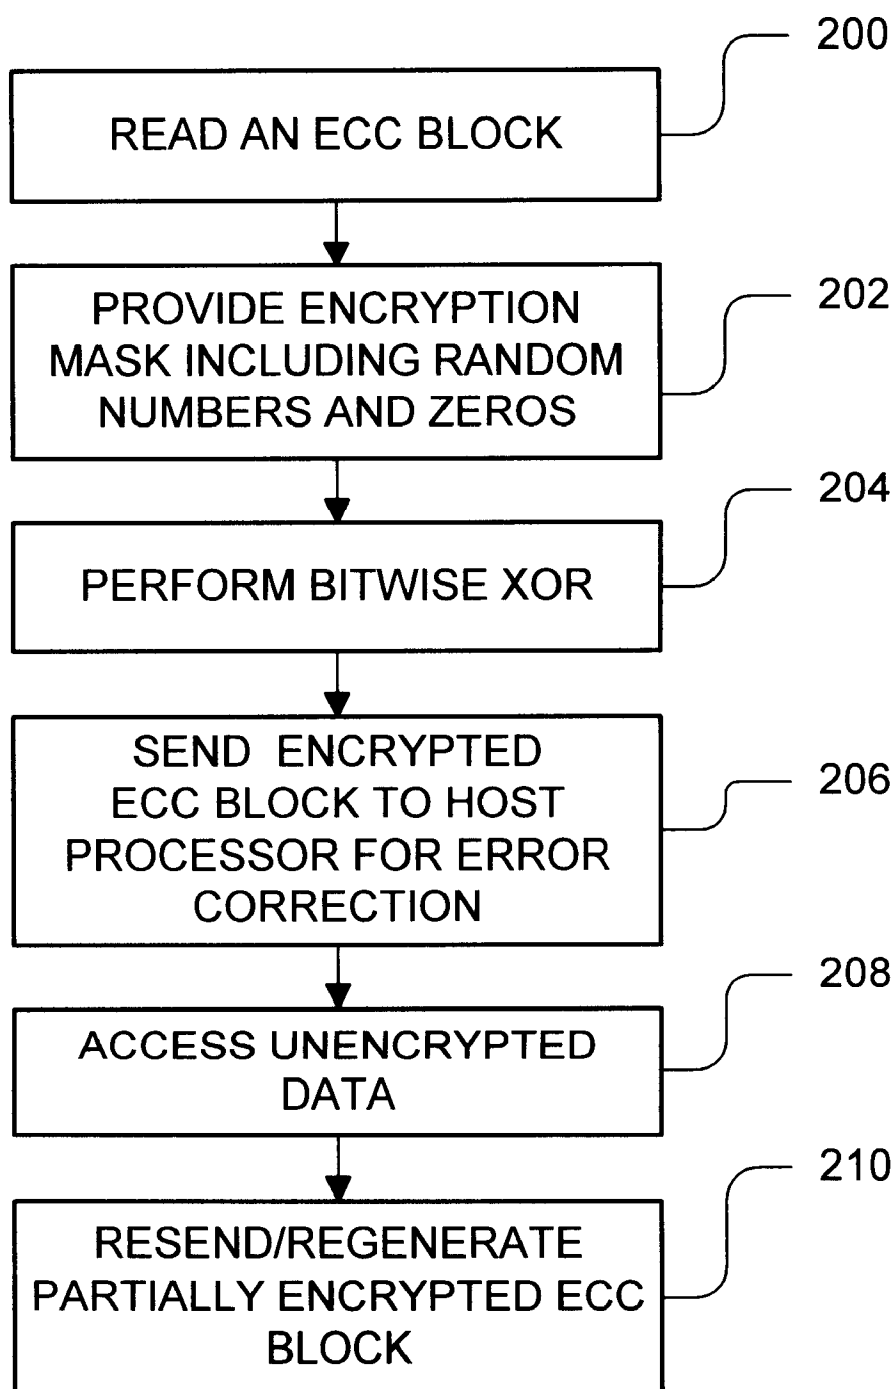 200
READ AN ECC BLOCK
202
PROVIDE ENCRYPTION
MASK INCLUDING RANDOM
NUMBERS AND ZEROS
204
PERFORM BITWISE XOR
206
SEND ENCRYPTED
ECC BLOCK TO HOST
PROCESSOR FOR ERROR
CORRECTION
208
ACCESS UNENCRYPTED
DATA
210
RESEND/REGENERATE
PARTIALLY ENCRYPTED ECC
BLOCK